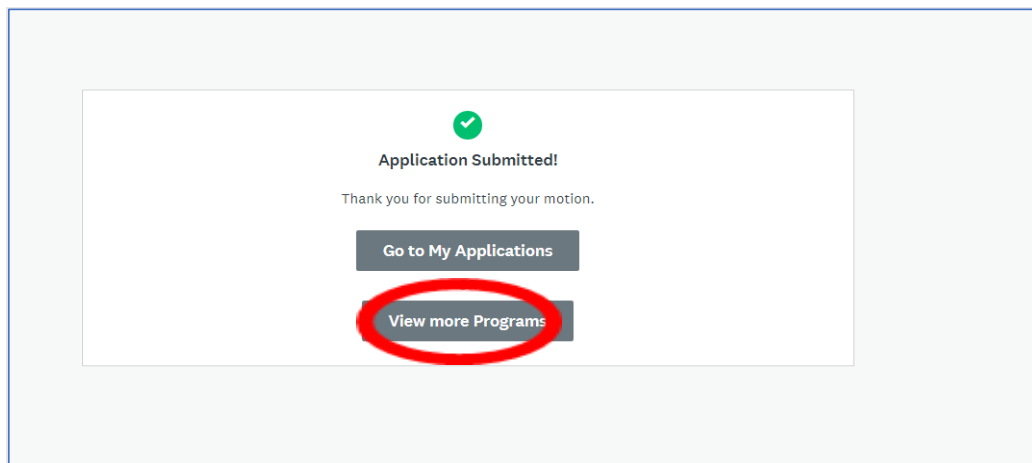 Application Submitted!
Thank you for submitting your motion.
Go to My Applications
View more Programs